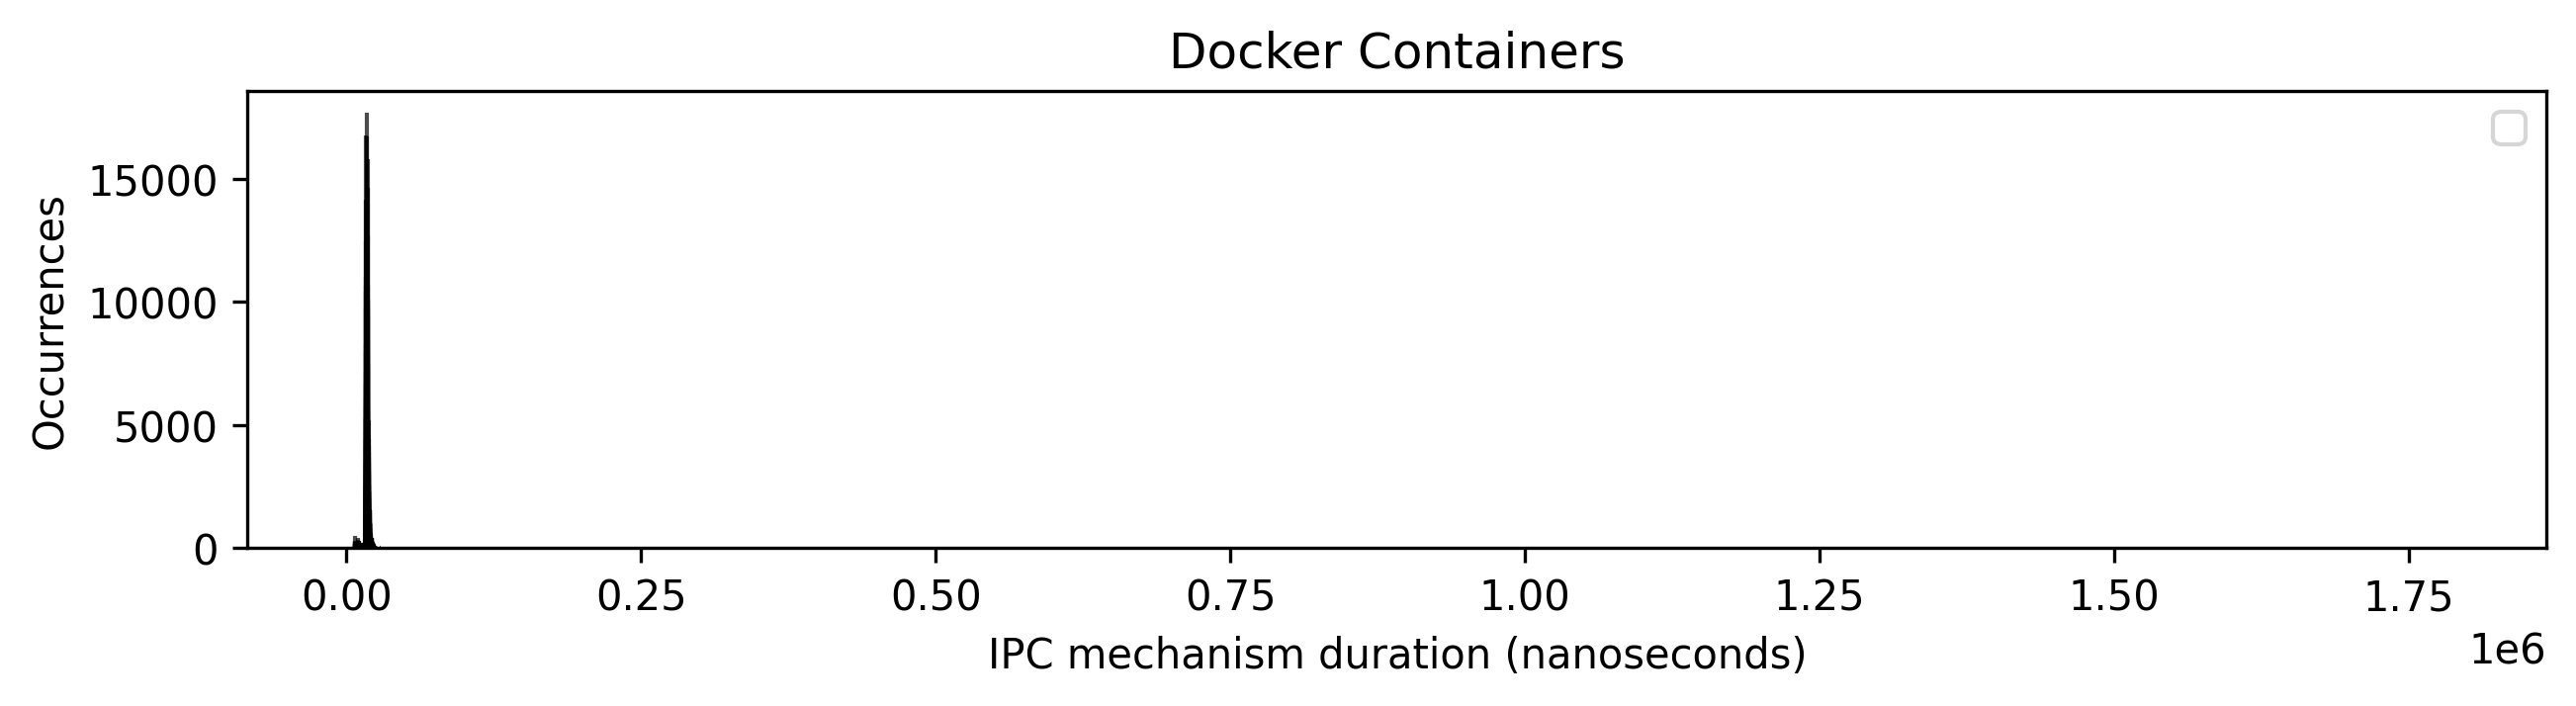 Docker Containers
Occurrences
15000
10000
5000
0
0.00 0.25 0.50 0.75 1.00 1.25 1.50 1.75
1e6
IPC mechanism duration (nanoseconds)